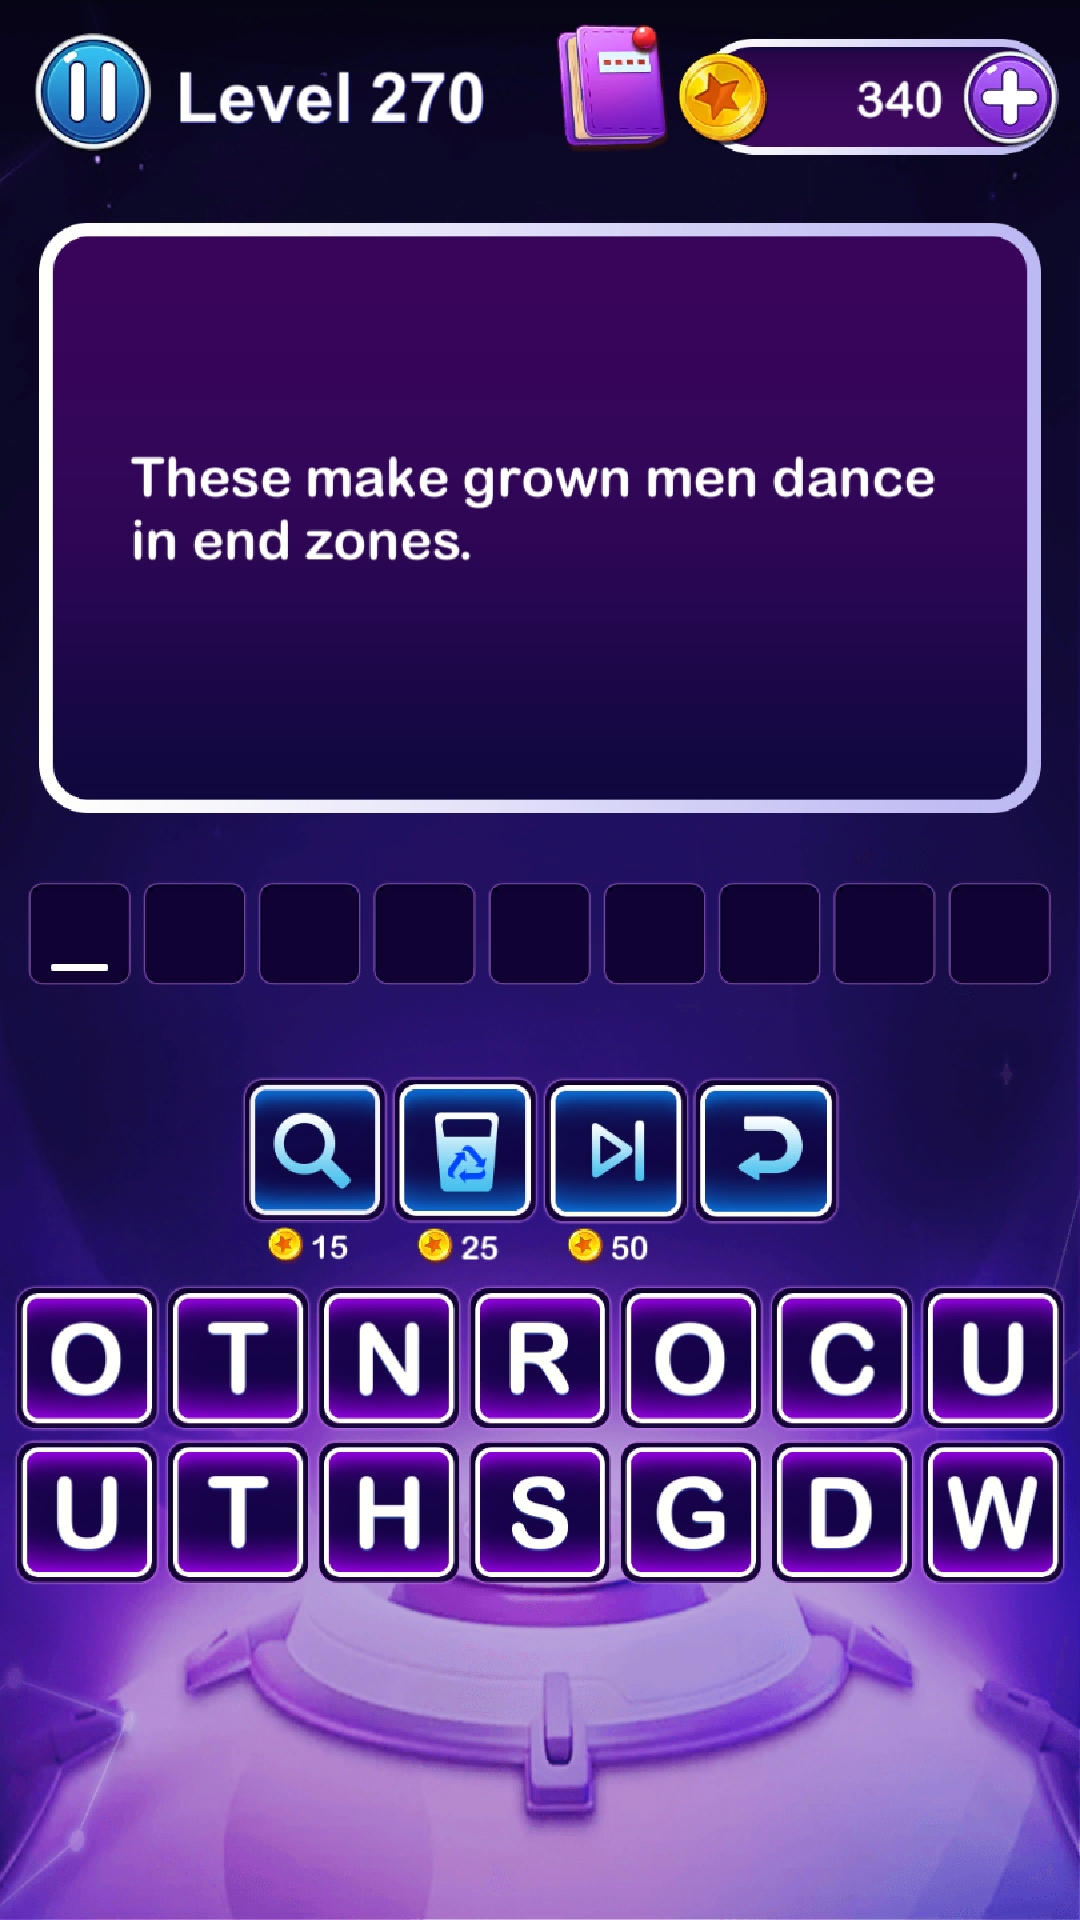 Level 270
340
These make grown men dance
in end zones.
15 25 50
O T N R O C U
U T H S G D W